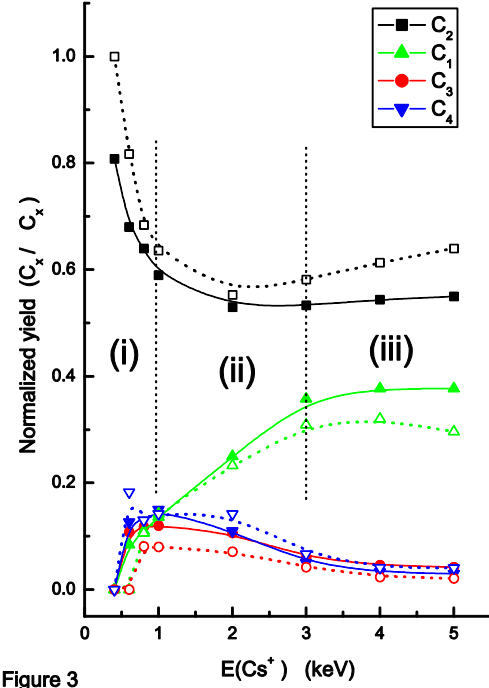 C2
C1
C3
C4
1.0
0.8
0.6
0.4
0.2
0.0
Normalized yield (Cx / Cx)
(i)
(ii)
(iii)
0 1 2 3 4 5
E(Cs+) (keV)
Figure 3